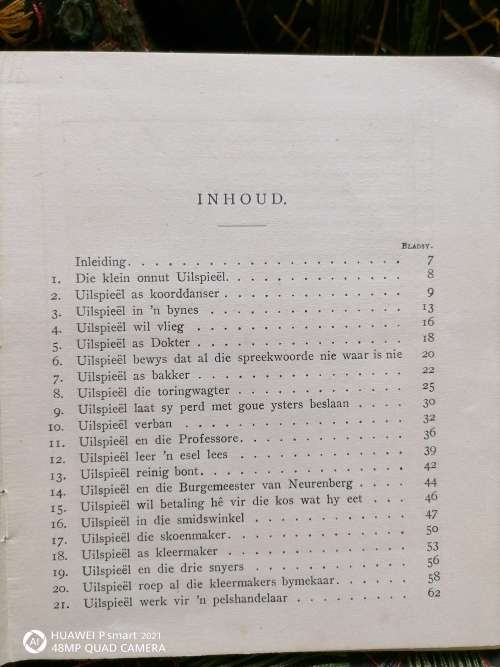 INHOUD.
BLADSY.
Inleiding. . . . . . . . . . . . . . . . . . . . . . 7
1. Die klein onnut Uilspieël. . . . . . . . . . . . . . 8
2. Uilspieël as koorddanser . . . . . . . . . . . . . . 9
3. Uilspieël in 'n bynes . . . . . . . . . . . . . . . 13
4. Uilspieël wil vlieg . . . . . . . . . . . . . . . . 16
5. Uilspieël as Dokter . . . . . . . . . . . . . . . . 18
6. Uilspieël bewys dat al die spreekwoorde nie waar is nie 20
7. Uilspieël as bakker . . . . . . . . . . . . . . . . 22
8. Uilspieël die toringwagter . . . . . . . . . . . . . 25
9. Uilspieël laat sy perd met goue ysters beslaan . . . . 30
10. Uilspieël verban . . . . . . . . . . . . . . . . . 32
11. Uilspieël en die Professore. . . . . . . . . . . . . 36
12. Uilspieël leer 'n esel lees . . . . . . . . . . . . 39
13. Uilspieël reinig bont. . . . . . . . . . . . . . . . 42
14. Uilspieël en die Burgemeester van Neurenberg . . . . 44
15. Uilspieël wil betaling hê vir die kos wat hy eet . . . 46
16. Uilspieël in die smidswinkel . . . . . . . . . . . . 47
17. Uilspieël die skoenmaker. . . . . . . . . . . . . . 50
18. Uilspieël as kleermaker . . . . . . . . . . . . . . 53
19. Uilspieël en die drie snyers . . . . . . . . . . . . 56
20. Uilspieël roep al die kleermakers bymekaar. . . . . . 58
21. Uilspieël werk vir 'n pelshandelaar . . . . . . . . . 62
AI
HUAWEI P smart 2021
48MP QUAD CAMERA